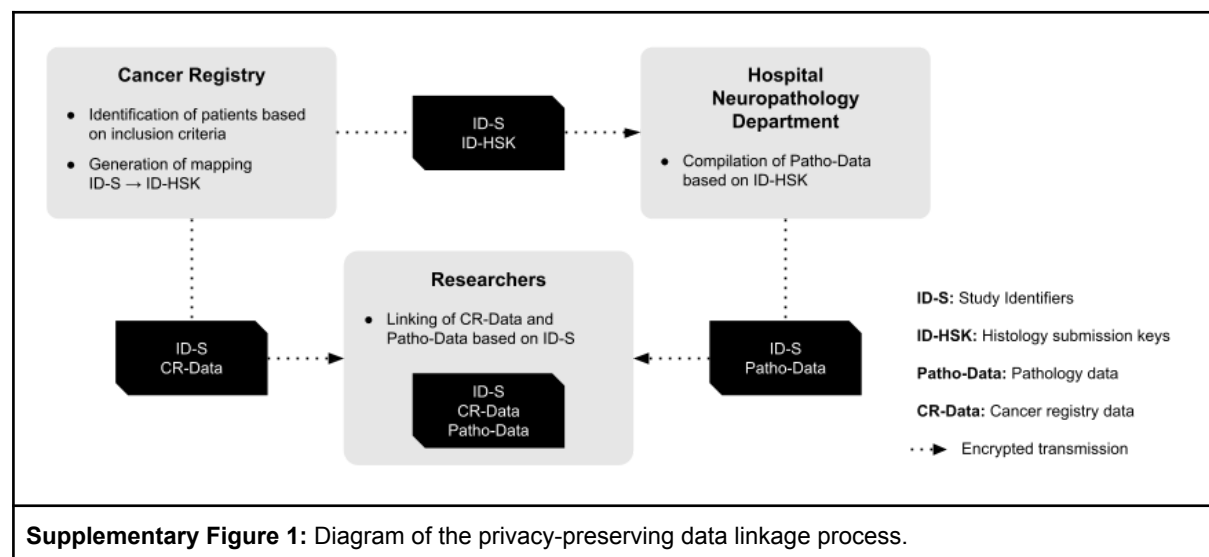 Cancer Registry
● Identification of patients based
on inclusion criteria
● Generation of mapping
ID-S → ID-HSK
ID-S
ID-HSK
Hospital
Neuropathology
Department
● Compilation of Patho-Data
based on ID-HSK
Researchers
● Linking of CR-Data and
Patho-Data based on ID-S
ID-S
CR-Data
Patho-Data
ID-S
CR-Data
ID-S
Patho-Data
ID-S: Study Identifiers
ID-HSK: Histology submission keys
Patho-Data: Pathology data
CR-Data: Cancer registry data
Encrypted transmission
Supplementary Figure 1: Diagram of the privacy-preserving data linkage process.